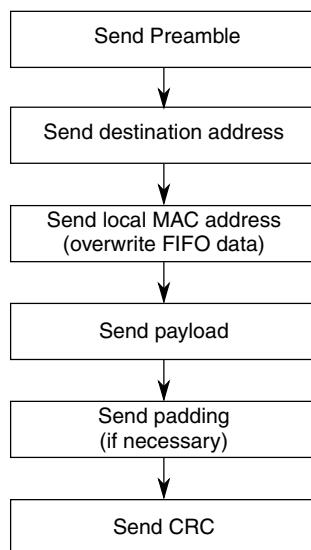 Send Preamble
Send destination address
Send local MAC address
(overwrite FIFO data)
Send payload
Send padding
(if necessary)
Send CRC